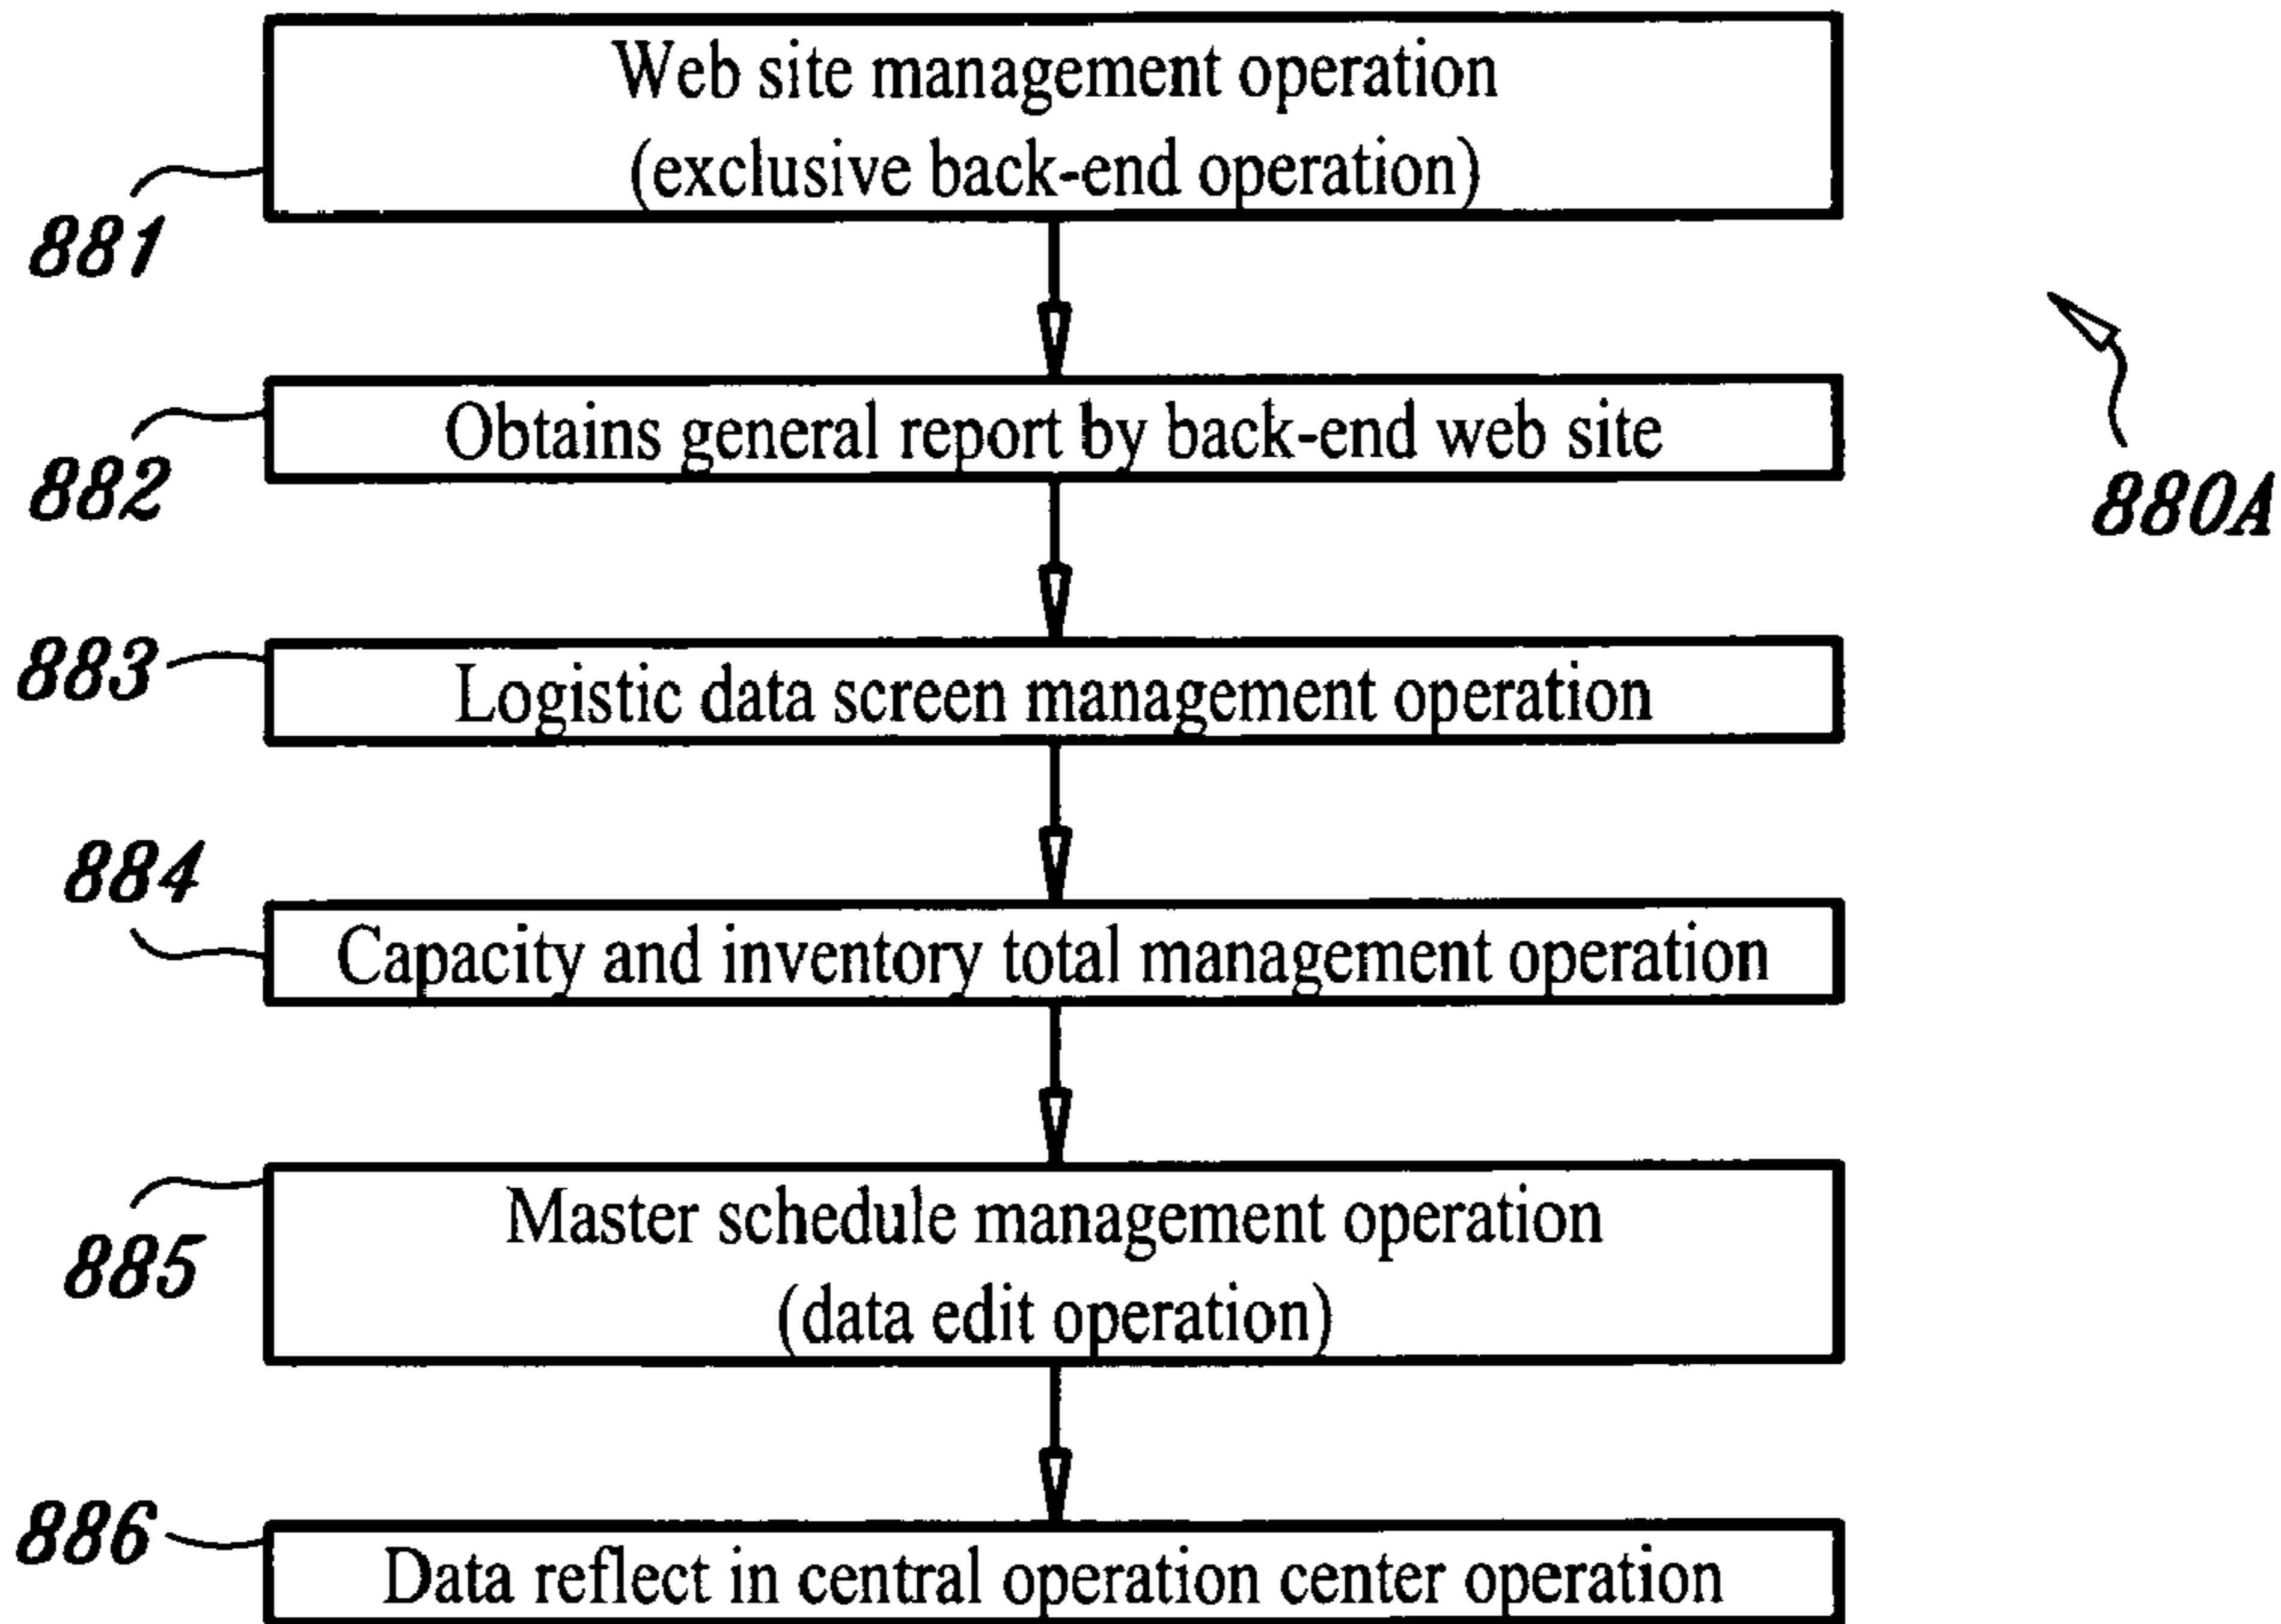 Web site management operation
(exclusive back-end operation)
881
Obtains general report by back-end web site
882
880A
Logistic data screen management operation
883
884
Capacity and inventory total management operation
885
Master schedule management operation
(data edit operation)
886
Data reflect in central operation center operation